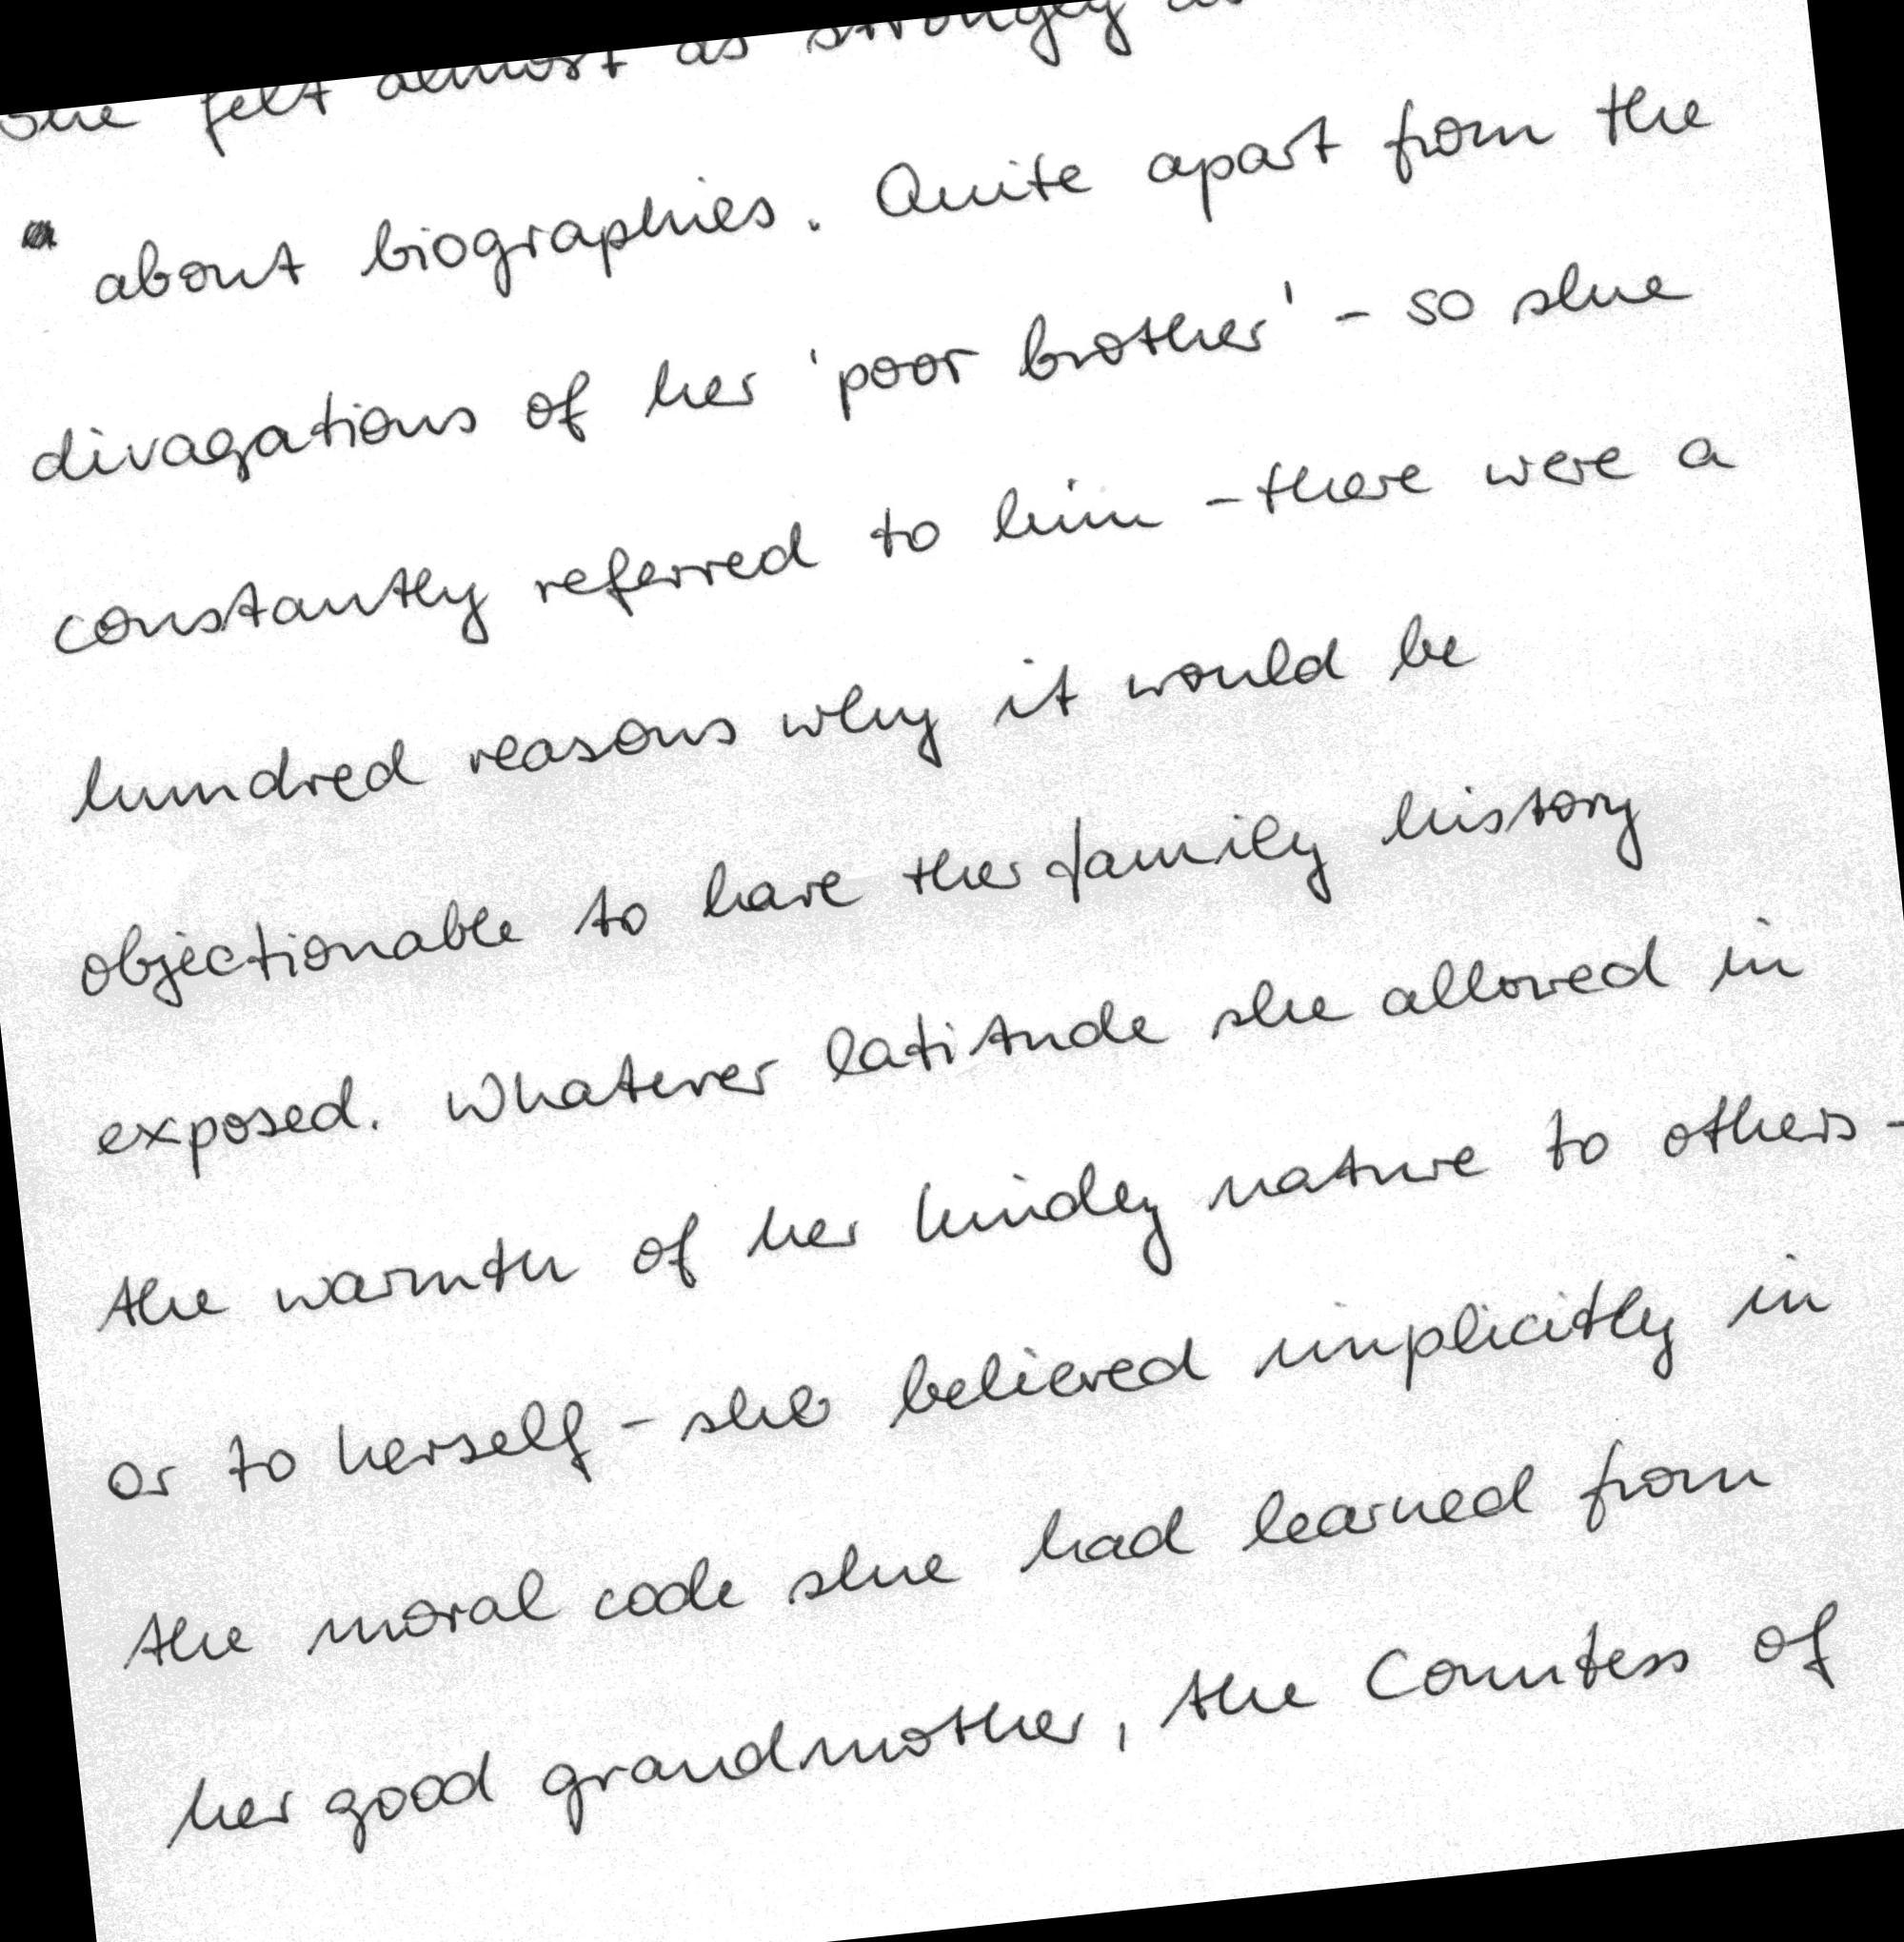 She felt almost as strongly
about biographies. Quite apart from the
divagations of her 'poor brother' - so she
constantly referred to him - there were a
hundred reasons why it would be
objectionable to have ther family history
exposed. Whatever latitude she allowed in
the warmth of her kindly nature to others -
or to herself - she believed implicitly in
the moral code she had learned from
her good grandmother, the Countess of